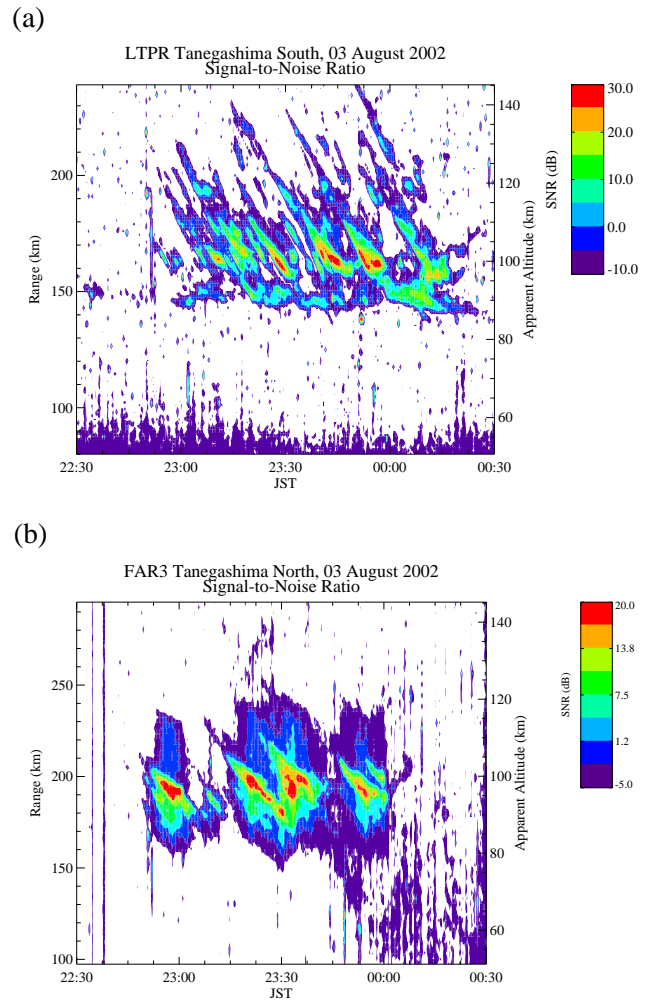 (a)
LTPR Tanegashima South, 03 August 2002
Signal-to-Noise Ratio
Range (km)
200
150
100
22:30
23:00
23:30
00:00
00:30
JST
Apparent Altitude (km)
140
120
100
80
60
SNR (dB)
30.0
20.0
10.0
0.0
-10.0
(b)
FAR3 Tanegashima North, 03 August 2002
Signal-to-Noise Ratio
Range (km)
250
200
150
100
22:30
23:00
23:30
00:00
00:30
JST
Apparent Altitude (km)
140
120
100
80
60
SNR (dB)
20.0
13.8
7.5
1.2
-5.0